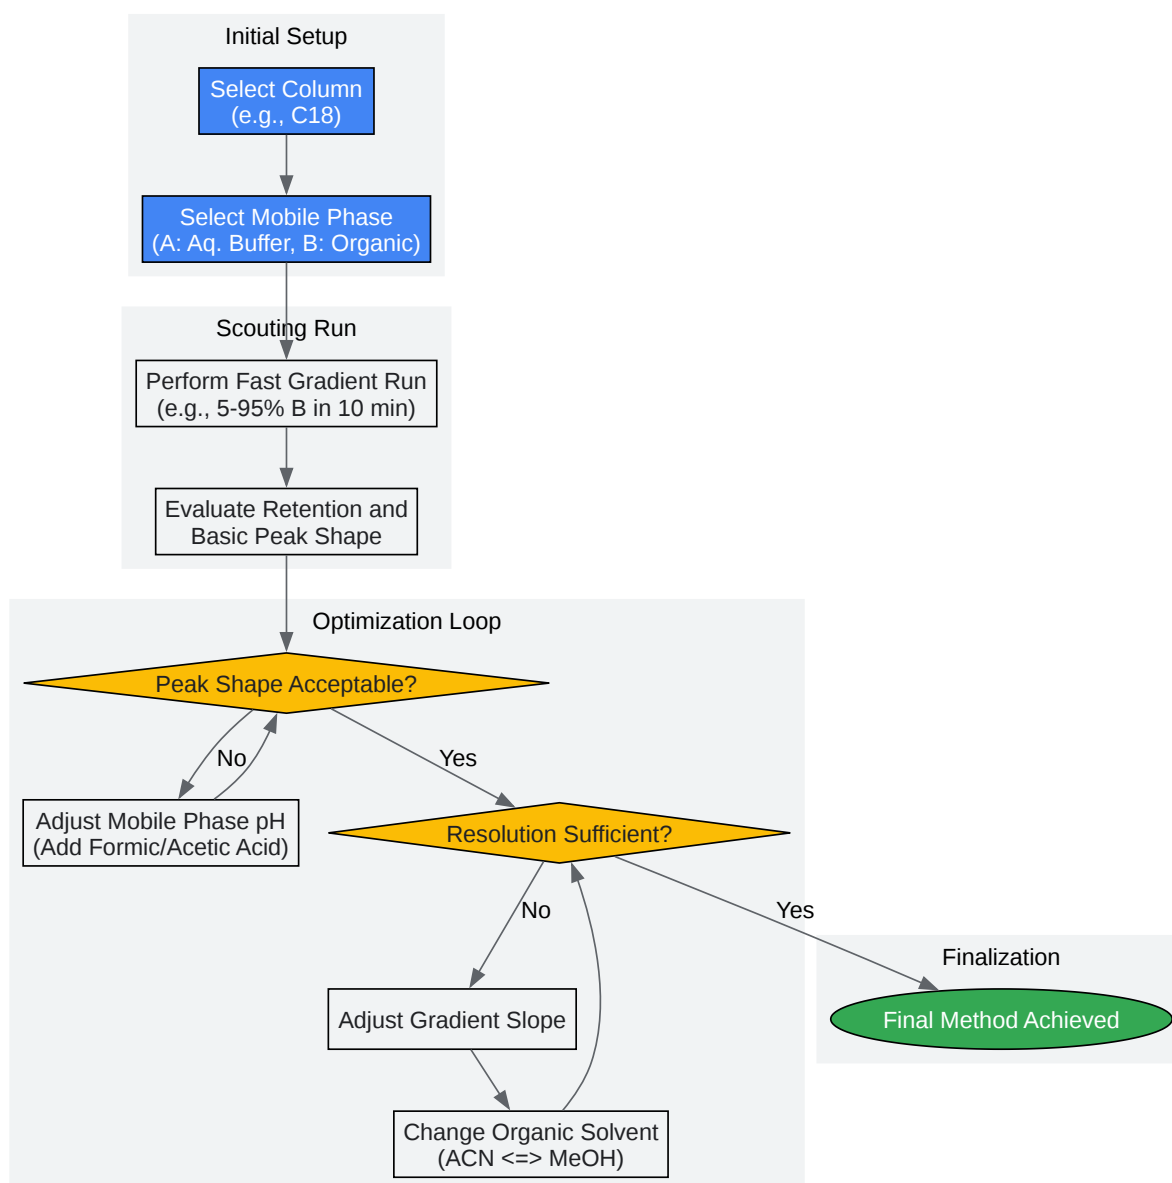 Initial Setup
Select Column
(e.g., C18)
Select Mobile Phase
(A: Aq. Buffer, B: Organic)
Scouting Run
Perform Fast Gradient Run
(e.g., 5-95% B in 10 min)
Evaluate Retention and
Basic Peak Shape
Optimization Loop
Peak Shape Acceptable?
No
Yes
Adjust Mobile Phase pH
(Add Formic/Acetic Acid)
Resolution Sufficient?
No
Yes
Finalization
Adjust Gradient Slope
Final Method Achieved
Change Organic Solvent
(ACN <=> MeOH)